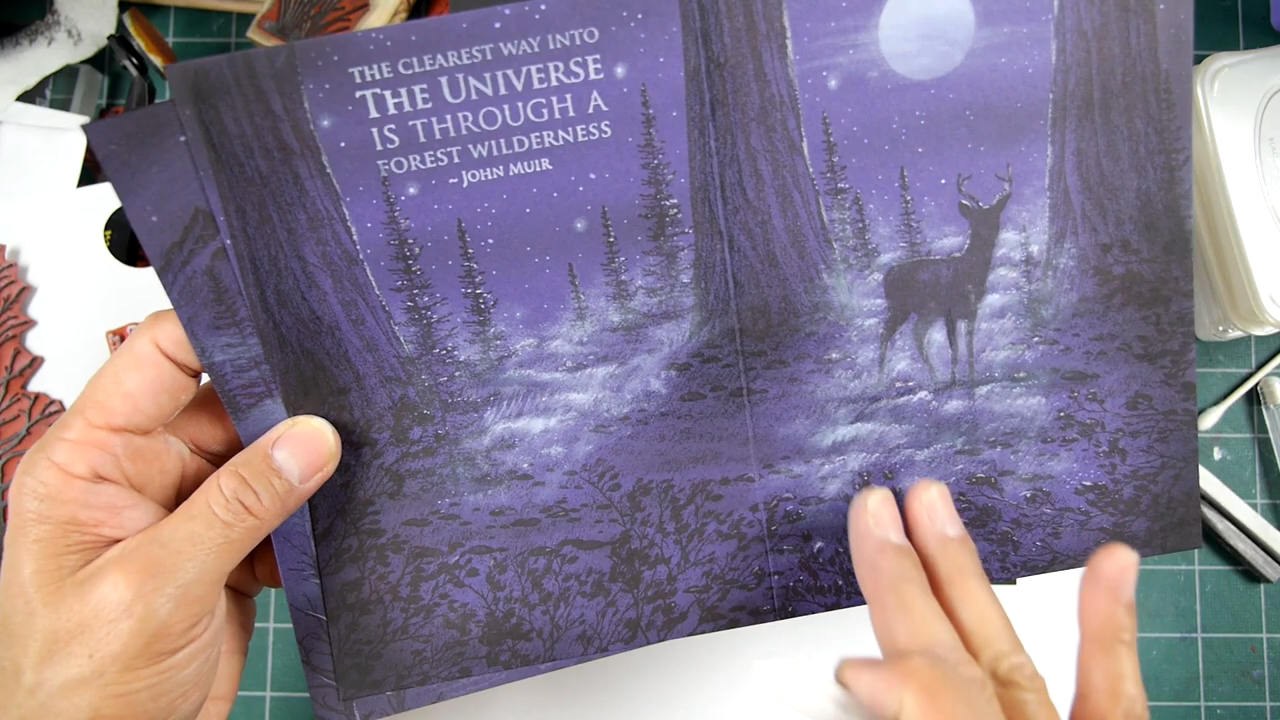 THE CLEAREST WAY INTO
THE UNIVERSE
IS THROUGH A
FOREST WILDERNESS
~ JOHN MUIR